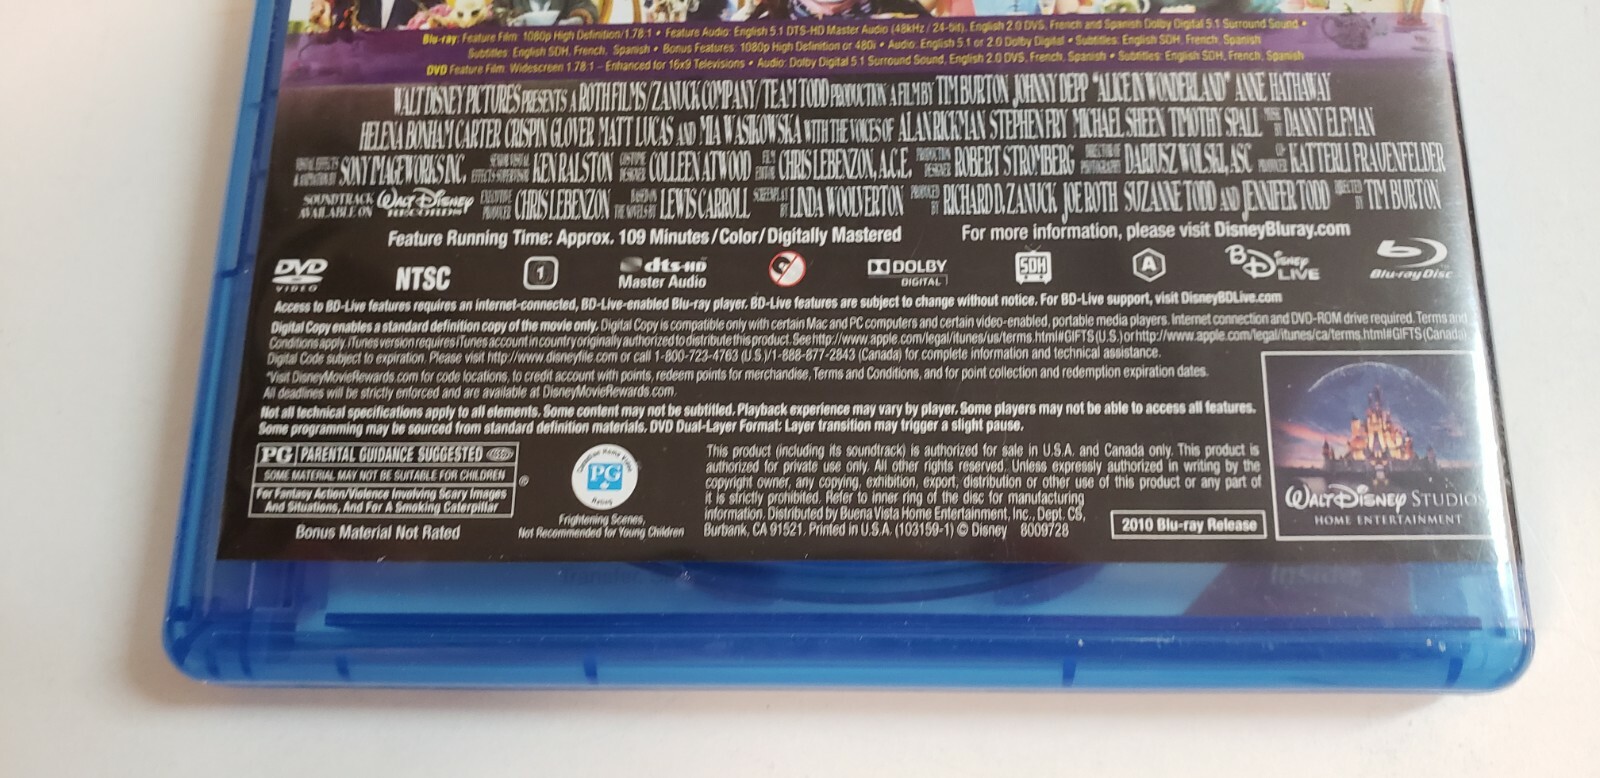 Blu-ray: Feature Film: 1080p High Definition/1.78:1 • Feature Audio: English 5.1 DTS-HD Master Audio (48kHz / 24-bit), English 2.0 DVS, French and Spanish Dolby Digital 5.1 Surround Sound •
Subtitles: English SDH, French, Spanish • Bonus Features: 1080p High Definition or 480i • Audio: English 5.1 or 2.0 Dolby Digital • Subtitles: English SDH, French, Spanish
DVD Feature Film: Widescreen 1.78:1 – Enhanced for 16x9 Televisions • Audio: Dolby Digital 5.1 Surround Sound, English 2.0 DVS, French, Spanish • Subtitles: English SDH, French, Spanish
WALT DISNEY PICTURES PRESENTS A ROTH FILMS/ZANUCK COMPANY/TEAM TODD PRODUCTION A FILM BY TIM BURTON JOHNNY DEPP "ALICE IN WONDERLAND" ANNE HATHAWAY
HELENA BONHAM CARTER CRISPIN GLOVER MATT LUCAS AND MIA WASIKOWSKA WITH THE VOICES OF ALAN RICKMAN STEPHEN FRY MICHAEL SHEEN TIMOTHY SPALL MUSIC BY DANNY ELFMAN
VISUAL EFFECTS & ANIMATION BY SONY IMAGEWORKS INC. SENIOR VISUAL EFFECTS SUPERVISOR KEN RALSTON COSTUME DESIGNER COLLEEN ATWOOD FILM EDITOR CHRIS LEBENZON, A.C.E. PRODUCTION DESIGNER ROBERT STROMBERG DIRECTOR OF PHOTOGRAPHY DARIUSZ WOLSKI, ASC CO-PRODUCER KATTERLI FRAUENFELDER
SOUNDTRACK AVAILABLE ON WALT DISNEY RECORDS EXECUTIVE PRODUCER CHRIS LEBENZON BASED ON THE NOVELS BY LEWIS CARROLL SCREENPLAY BY LINDA WOOLVERTON PRODUCED BY RICHARD D. ZANUCK JOE ROTH SUZANNE TODD AND JENNIFER TODD DIRECTED BY TIM BURTON
Feature Running Time: Approx. 109 Minutes/Color/Digitally Mastered For more information, please visit DisneyBluray.com
DVD VIDEO NTSC 1 dts-HD Master Audio DOLBY DIGITAL SDH A BD Disney LIVE Blu-ray Disc
Access to BD-Live features requires an internet-connected, BD-Live-enabled Blu-ray player. BD-Live features are subject to change without notice. For BD-Live support, visit DisneyBDLive.com
Digital Copy enables a standard definition copy of the movie only. Digital Copy is compatible only with certain Mac and PC computers and certain video-enabled, portable media players. Internet connection and DVD-ROM drive required. Terms and
Conditions apply. iTunes version requires iTunes account in country originally authorized to distribute this product. See http://www.apple.com/legal/itunes/us/terms.html#GIFTS (U.S.) or http://www.apple.com/legal/itunes/ca/terms.html#GIFTS (Canada)
Digital Code subject to expiration. Please visit http://www.disneyfile.com or call 1-800-723-4763 (U.S.)/1-888-877-2843 (Canada) for complete information and technical assistance.
*Visit DisneyMovieRewards.com for code locations, to credit account with points, redeem points for merchandise, Terms and Conditions, and for point collection and redemption expiration dates.
All deadlines will be strictly enforced and are available at DisneyMovieRewards.com.
Not all technical specifications apply to all elements. Some content may not be subtitled. Playback experience may vary by player. Some players may not be able to access all features.
Some programming may be sourced from standard definition materials. DVD Dual-Layer Format: Layer transition may trigger a slight pause.
PG PARENTAL GUIDANCE SUGGESTED
SOME MATERIAL MAY NOT BE SUITABLE FOR CHILDREN ®
For Fantasy Action/Violence Involving Scary Images
And Situations, And For A Smoking Caterpillar
Bonus Material Not Rated
Canadian Home Video
PG
Ratings
Frightening Scenes,
Not Recommended for Young Children
This product (including its soundtrack) is authorized for sale in U.S.A. and Canada only. This product is
authorized for private use only. All other rights reserved. Unless expressly authorized in writing by the
copyright owner, any copying, exhibition, export, distribution or other use of this product or any part of
it is strictly prohibited. Refer to inner ring of the disc for manufacturing
information. Distributed by Buena Vista Home Entertainment, Inc., Dept. CS,
Burbank, CA 91521. Printed in U.S.A. (103159-1) © Disney 8009728
2010 Blu-ray Release
WALT DISNEY STUDIOS
HOME ENTERTAINMENT